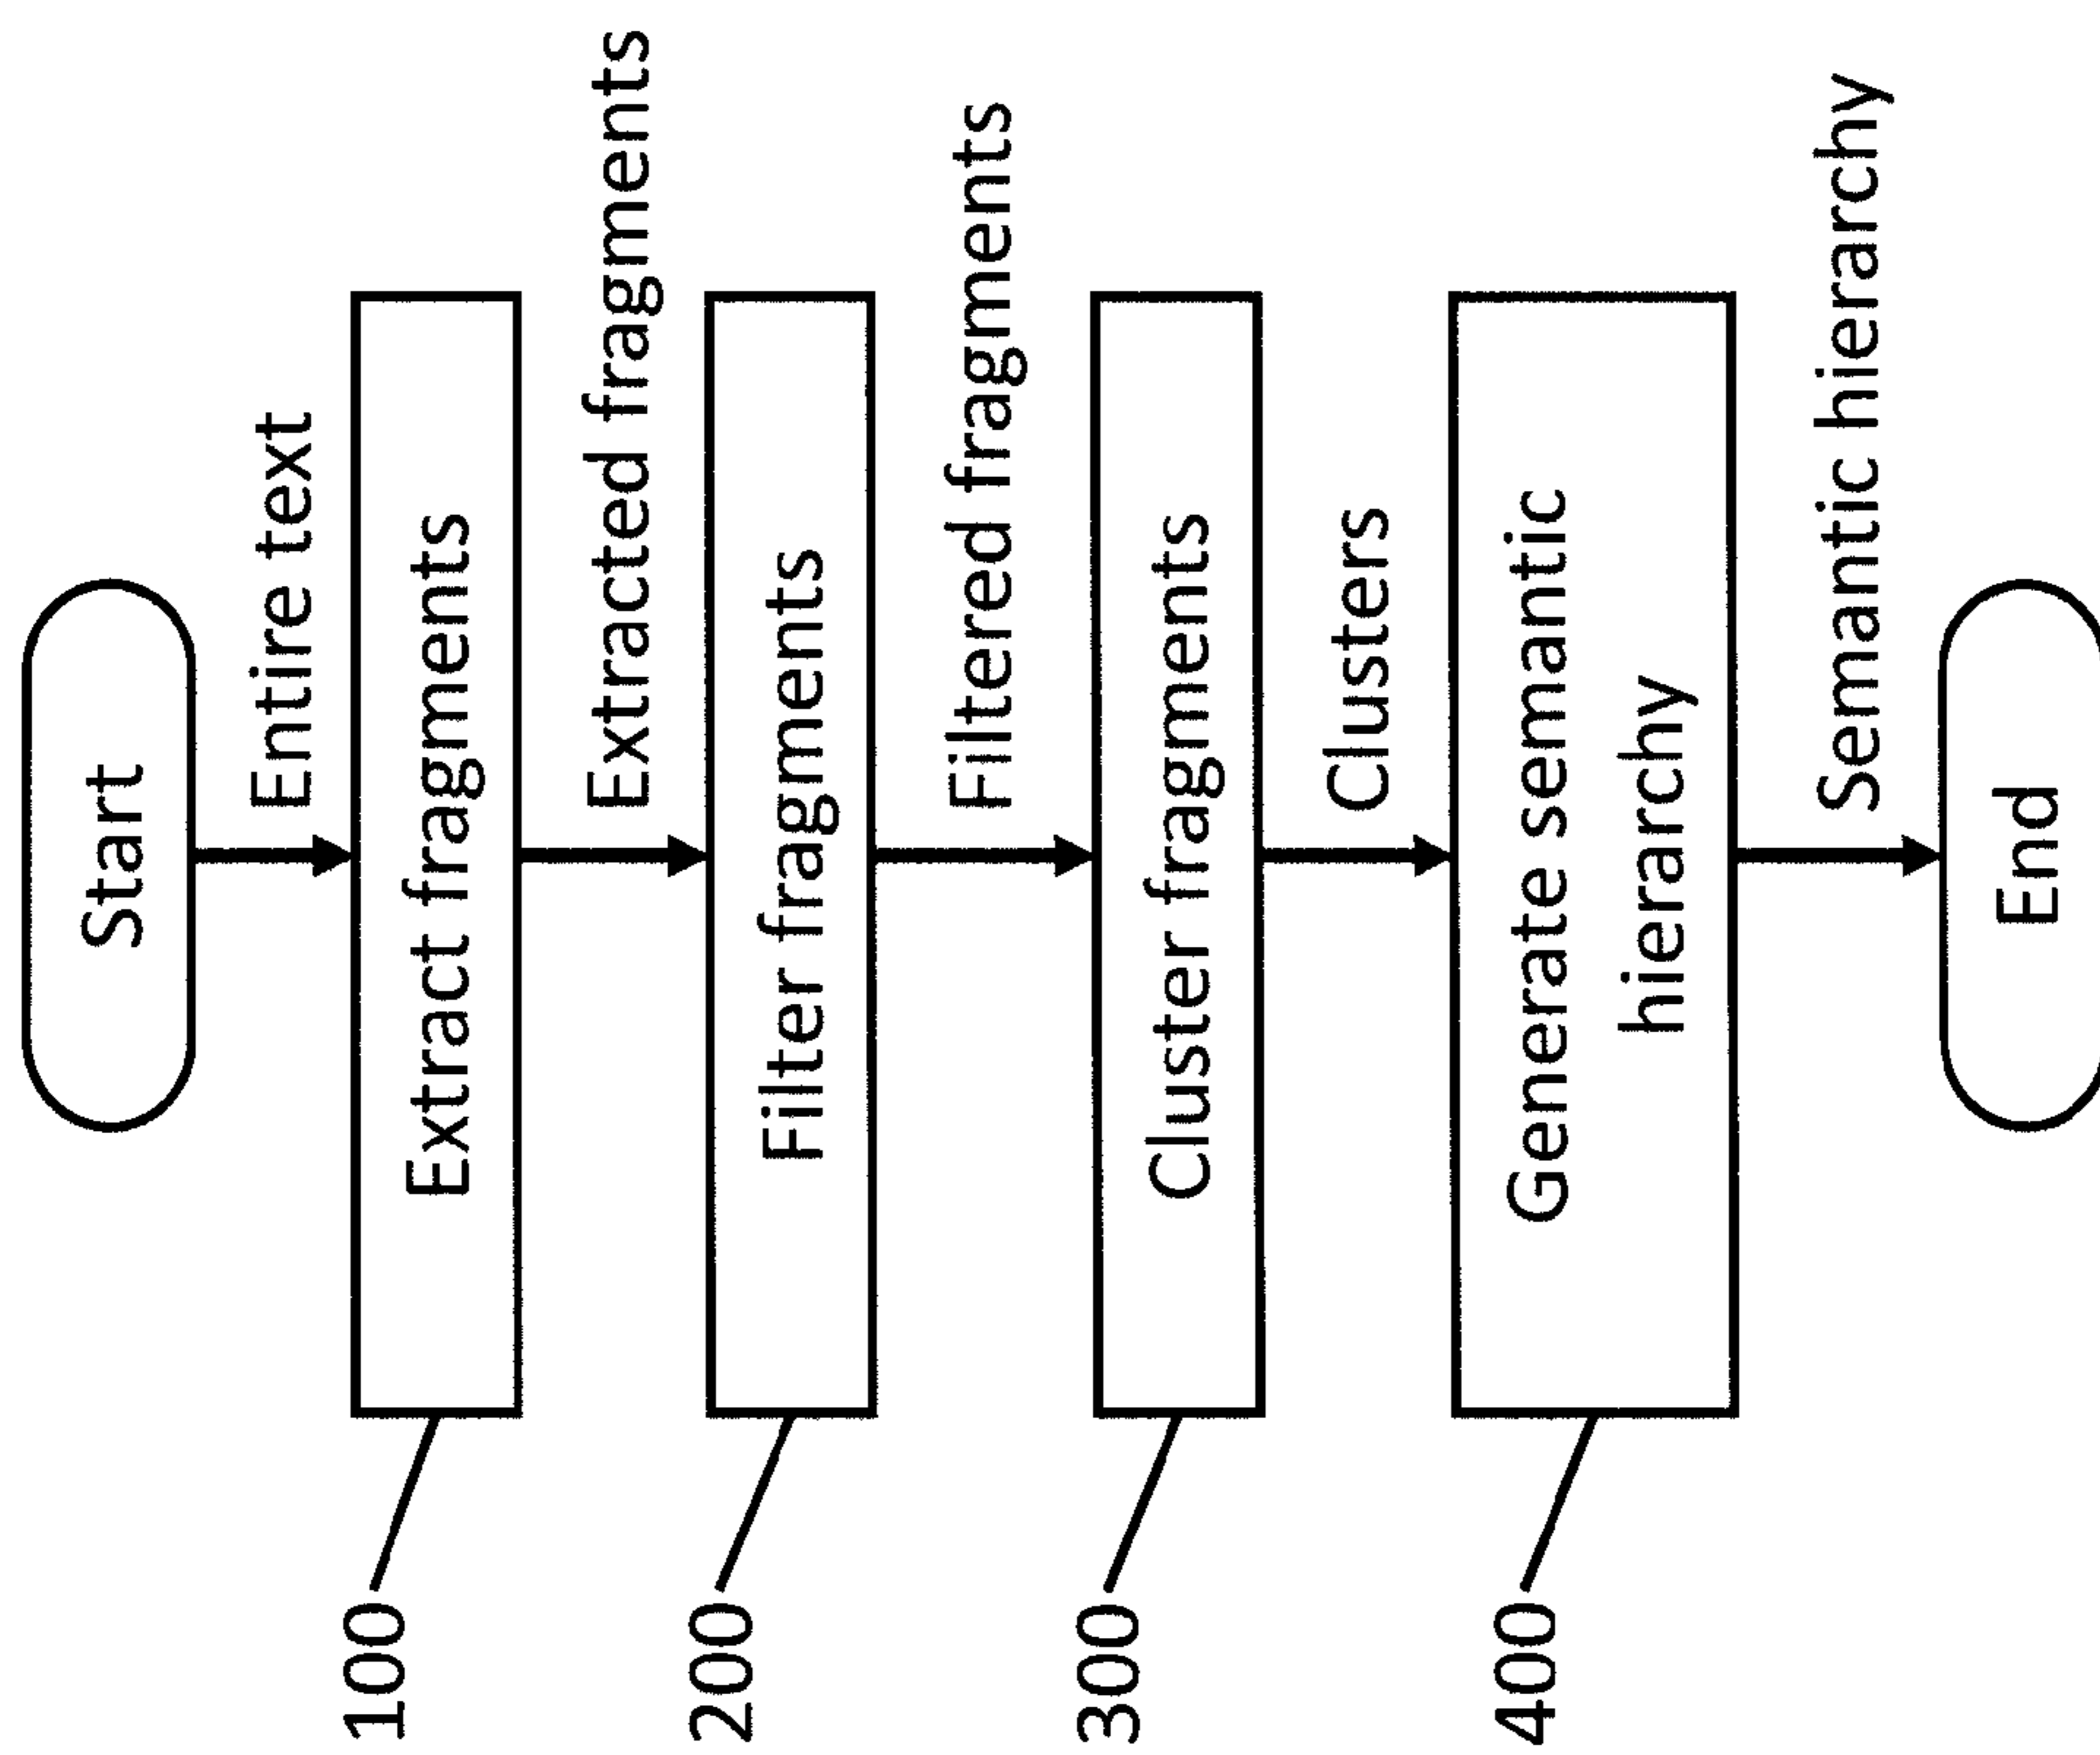 Start
Entire text
100
Extract fragments
Extracted fragments
200
Filter fragments
Filtered fragments
300
Cluster fragments
Clusters
400
Generate semantic
hierarchy
Semantic hierarchy
End